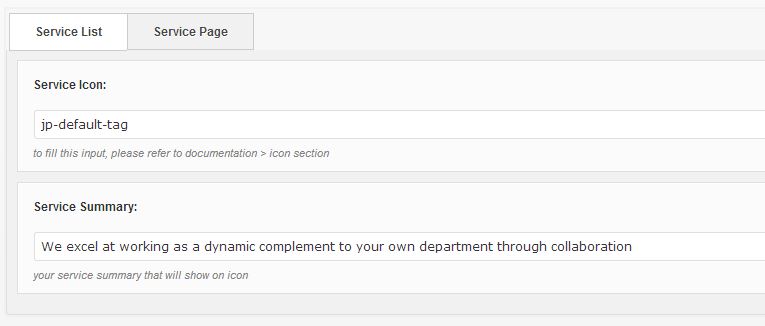 Service List
Service Page
Service Icon:
jp-default-tag
to fill this input, please refer to documentation > icon section
Service Summary:
We excel at working as a dynamic complement to your own department through collaboration
your service summary that will show on icon